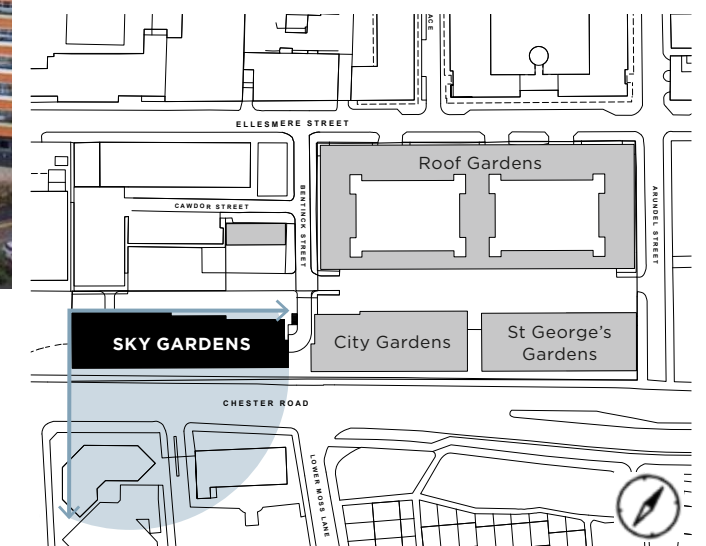 ACE
ELLESMERE STREET
Roof Gardens
CAWDOR STREET
BENTINCK STREET
ARUNDEL STREET
SKY GARDENS
City Gardens
St George's
Gardens
CHESTER ROAD
LOWER MOSS LANE